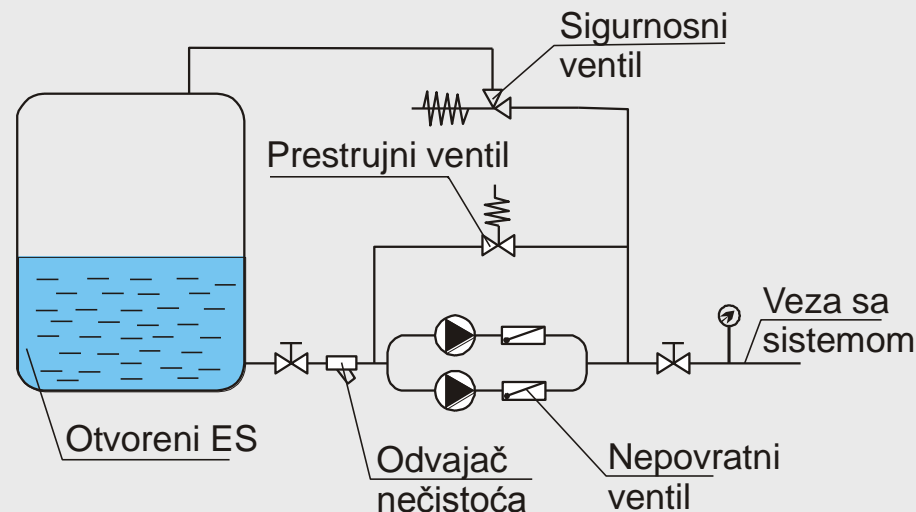 Sigurnosni
ventil
Prestrujni ventil
Veza sa
sistemom
Otvoreni ES
Odvajač
nečistoća
Nepovratni
ventil